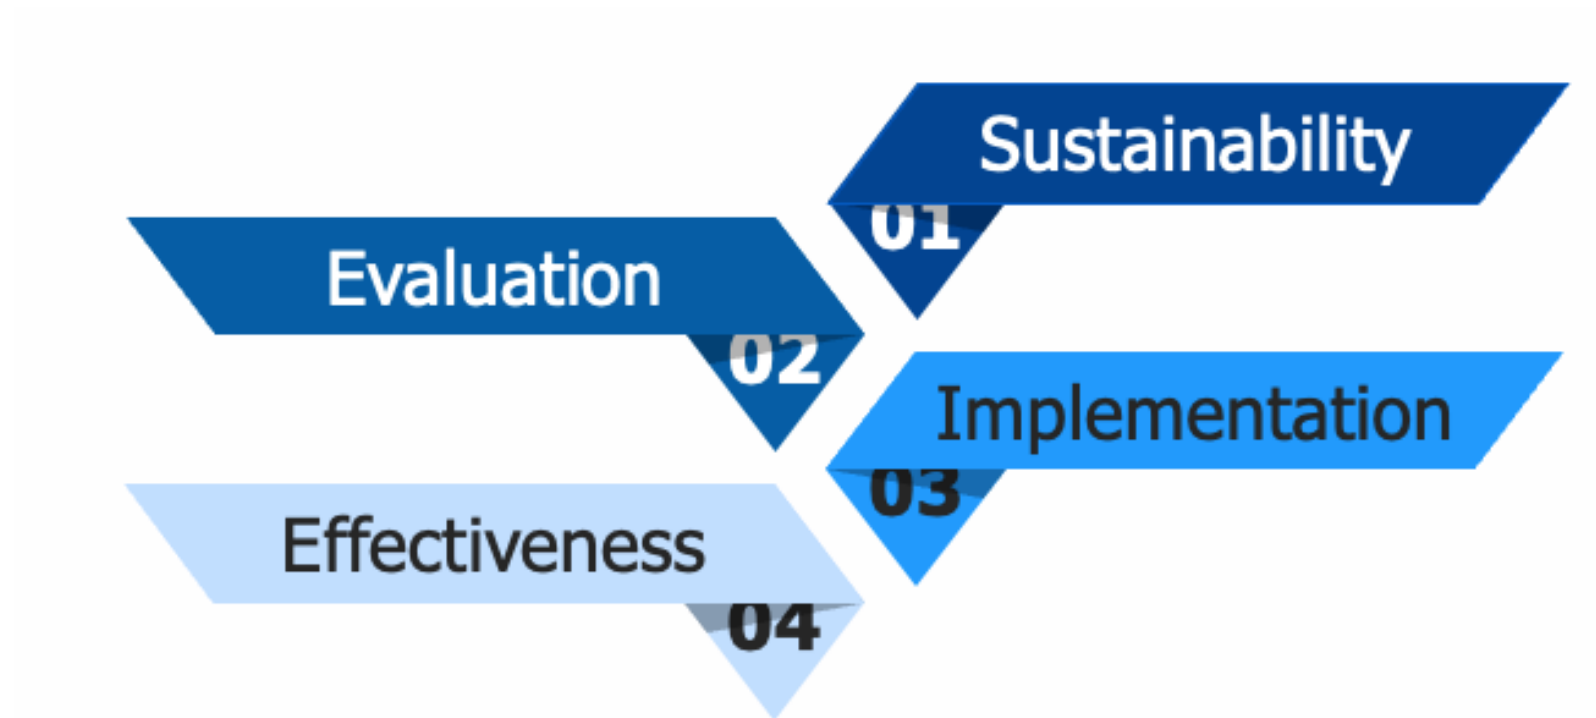 Sustainability
01
Evaluation
02
Implementation
03
Effectiveness
04